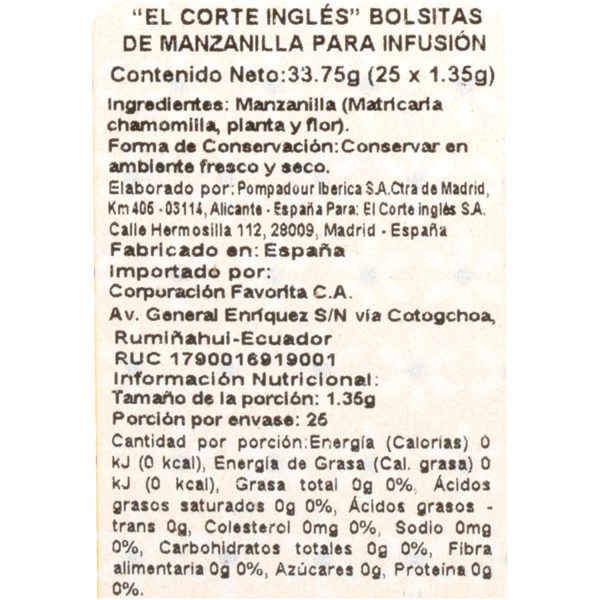 “EL CORTE INGLÉS” BOLSITAS
DE MANZANILLA PARA INFUSIÓN
Contenido Neto:33.75g (25 x 1.35g)
Ingredientes: Manzanilla (Matricaria
chamomilla, planta y flor).
Forma de Conservación:Conservar en
ambiente fresco y seco.
Elaborado por:Pompadour Iberica S.A.Ctra de Madrid,
Km 406 - 03114, Alicante - España Para: El Corte inglés S.A.
Calle Hermosilla 112, 28009, Madrid - España
Fabricado en: España
Importado por:
Corporación Favorita C.A.
Av. General Enríquez S/N vía Cotogchoa,
Rumiñahui-Ecuador
RUC 1790016919001
Información Nutricional:
Tamaño de la porción: 1.35g
Porción por envase: 25
Cantidad por porción:Energía (Calorías) 0
kJ (0 kcal), Energía de Grasa (Cal. grasa) 0
kJ (0 kcal), Grasa total 0g 0%, Ácidos
grasos saturados 0g 0%, Ácidos grasos -
trans 0g, Colesterol 0mg 0%, Sodio 0mg
0%, Carbohidratos totales 0g 0%, Fibra
alimentaria 0g 0%, Azúcares 0g, Proteína 0g
0%.